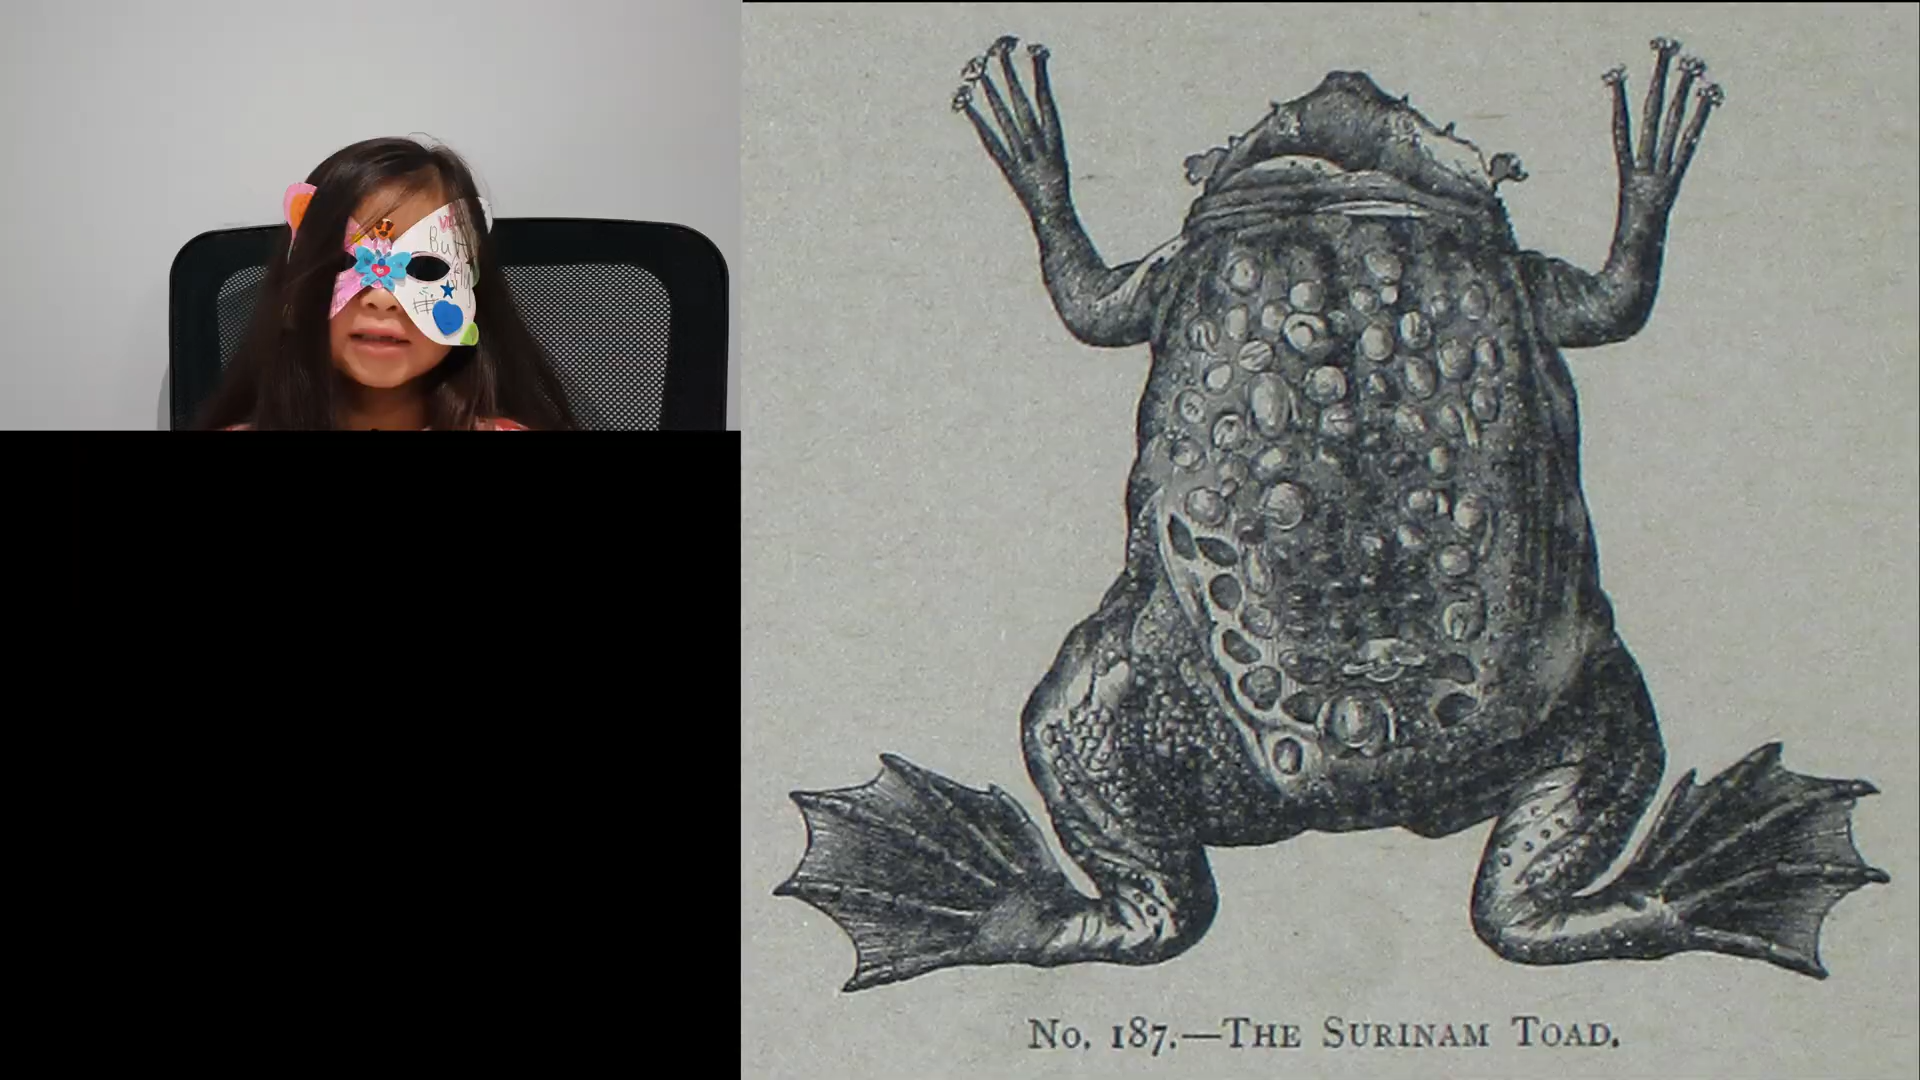 No. 187.—The Surinam Toad.